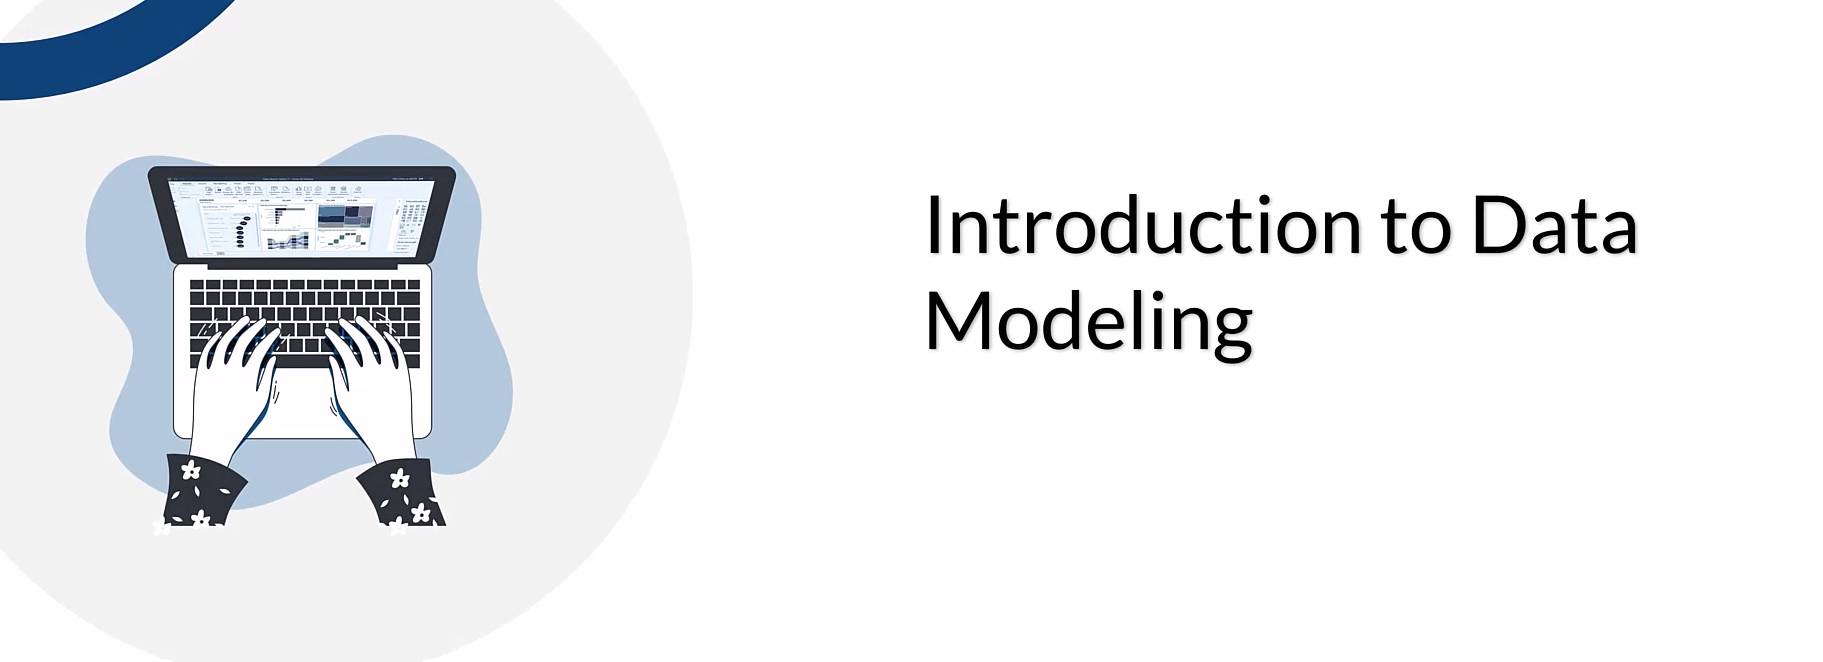 Introduction to Data
Modeling